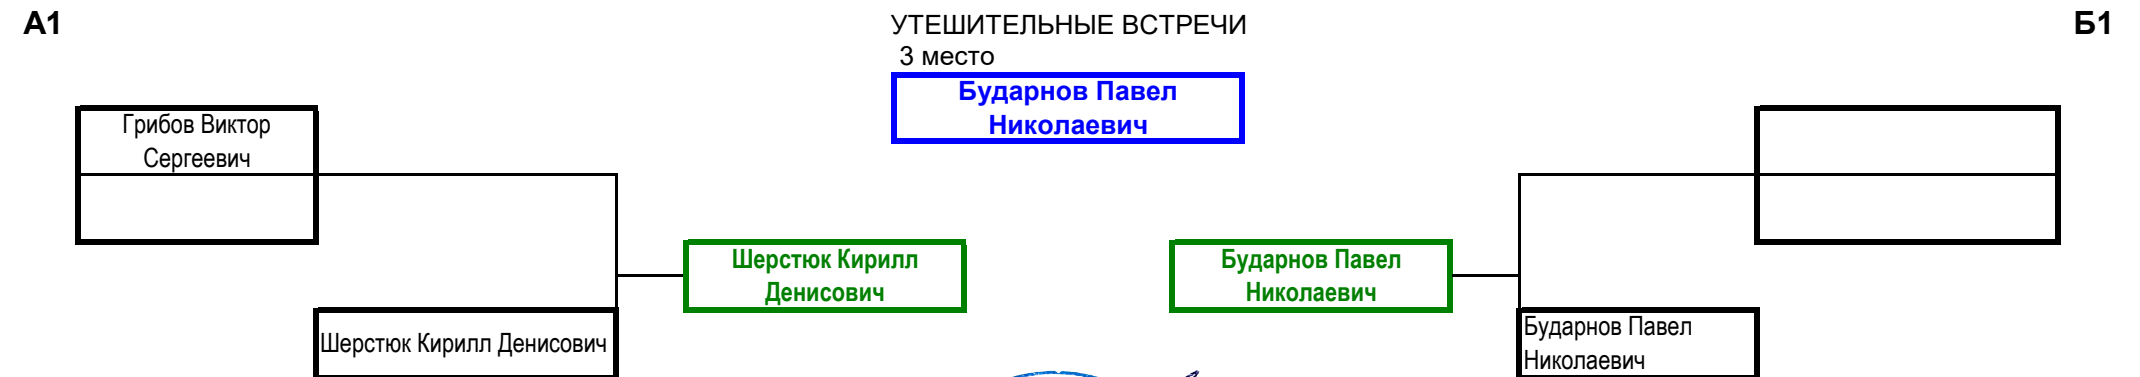 А1
УТЕШИТЕЛЬНЫЕ ВСТРЕЧИ
Б1
3 место
Бударнов Павел
Николаевич
Грибов Виктор
Сергеевич
Шерстюк Кирилл
Денисович
Бударнов Павел
Николаевич
Шерстюк Кирилл Денисович
Бударнов Павел
Николаевич